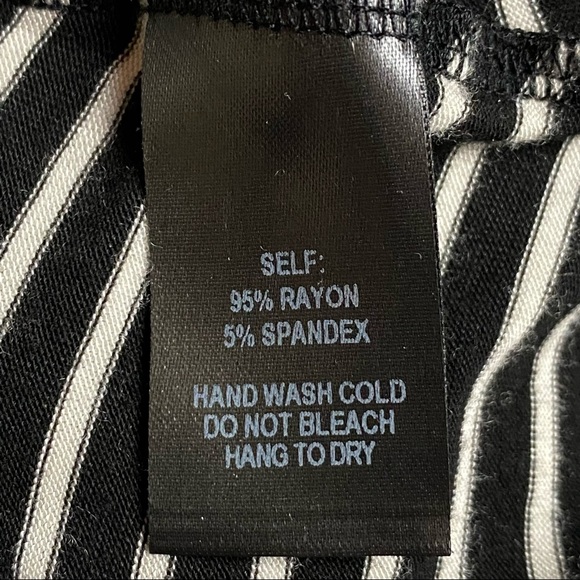 SELF:
95% RAYON
5% SPANDEX
HAND WASH COLD
DO NOT BLEACH
HANG TO DRY